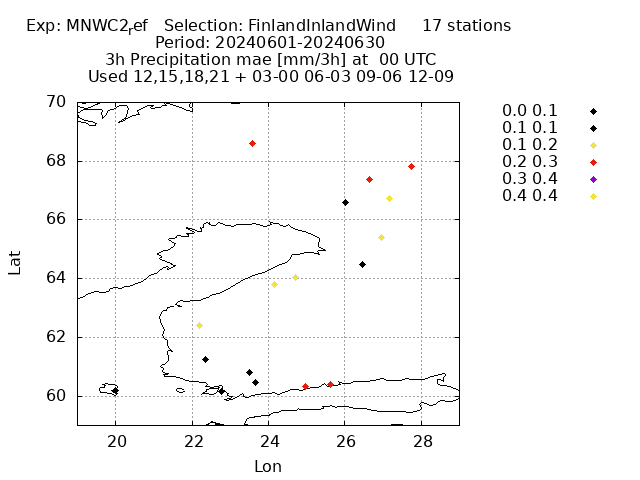 Exp: MNWC2ref   Selection: FinlandInlandWind     17 stations
Period: 20240601-20240630
3h Precipitation mae [mm/3h] at  00 UTC
Used 12,15,18,21 + 03-00 06-03 09-06 12-09
0.0 0.1
0.1 0.1
0.1 0.2
0.2 0.3
0.3 0.4
0.4 0.4
70
68
66
64
62
60
Lat
20 22 24 26 28
Lon